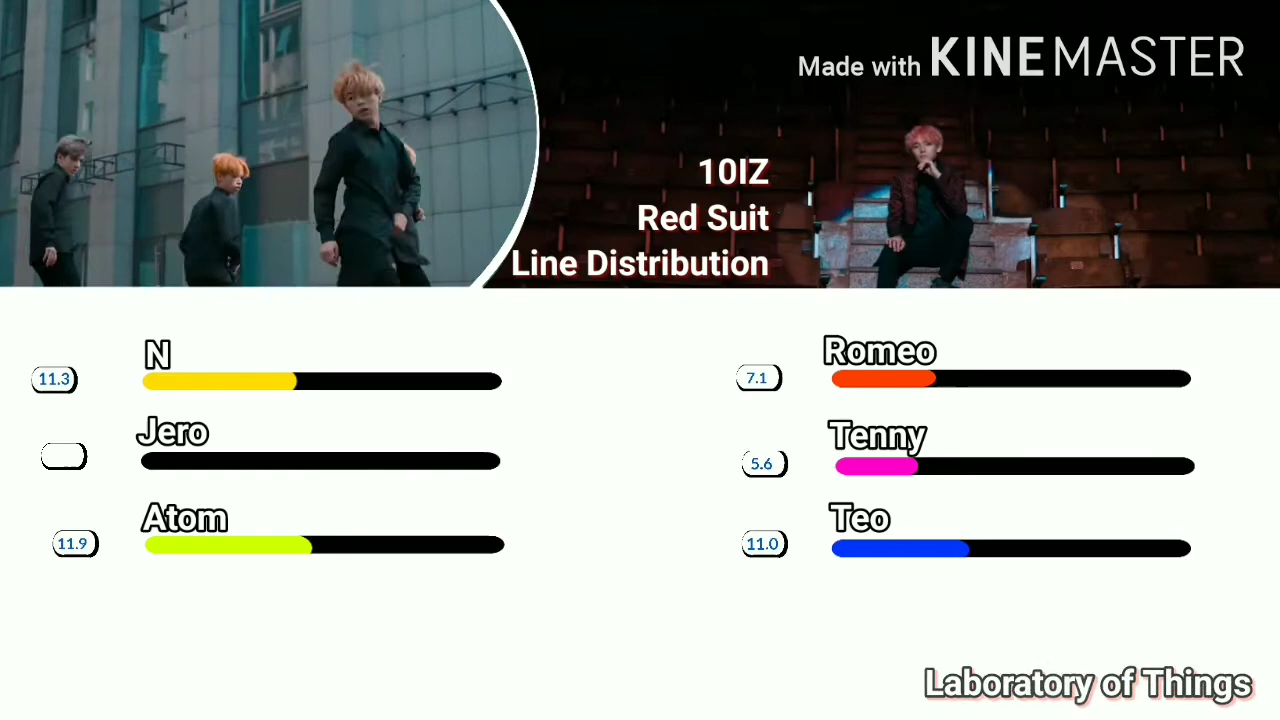 Made with KINEMASTER
10IZ
Red Suit
Line Distribution
N
11.3
Jero
Atom
11.9
Romeo
7.1
Tenny
5.6
Teo
11.0
Laboratory of Things